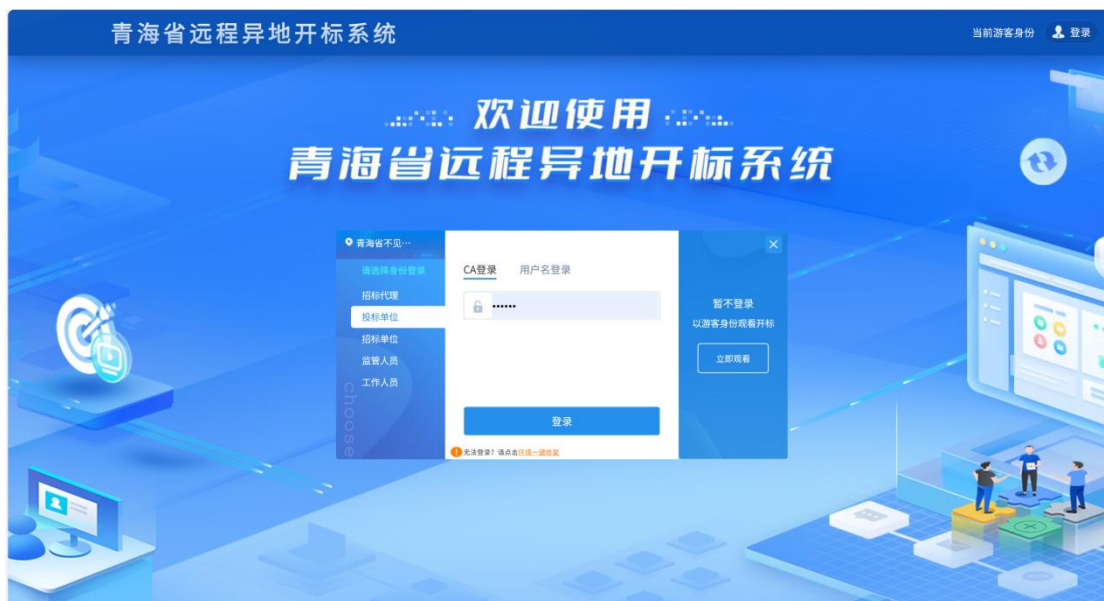 青海省远程异地开标系统
当前游客身份 登录
欢迎使用
青海省远程异地开标系统
青海省不见…
请选择身份登录
招标代理
投标单位
招标单位
监管人员
工作人员
choose
CA登录 用户名登录
••••••
登录
无法登录？请点击环境一键修复
暂不登录
以游客身份观看开标
立即观看